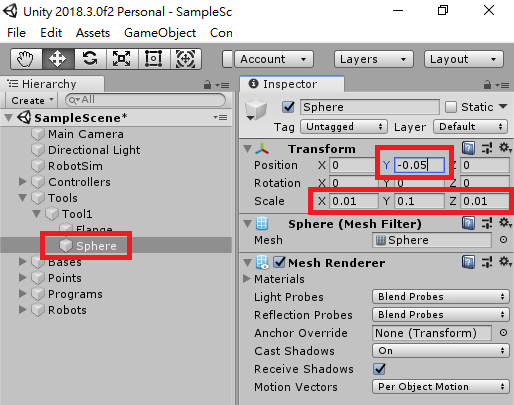 Unity 2018.3.0f2 Personal - SampleSc
File Edit Assets GameObject Con
Account Layers Layout
Hierarchy
Create All
SampleScene*
Main Camera
Directional Light
RobotSim
Controllers
Tools
Tool1
Flange
Sphere
Bases
Points
Programs
Robots
Inspector
Sphere Static
Tag Untagged Layer Default
Transform
Position X 0 Y -0.05 Z 0
Rotation X 0 Y 0 Z 0
Scale X 0.01 Y 0.1 Z 0.01
Sphere (Mesh Filter)
Mesh Sphere
Mesh Renderer
Materials
Light Probes Blend Probes
Reflection Probes Blend Probes
Anchor Override None (Transform)
Cast Shadows On
Receive Shadows
Motion Vectors Per Object Motion